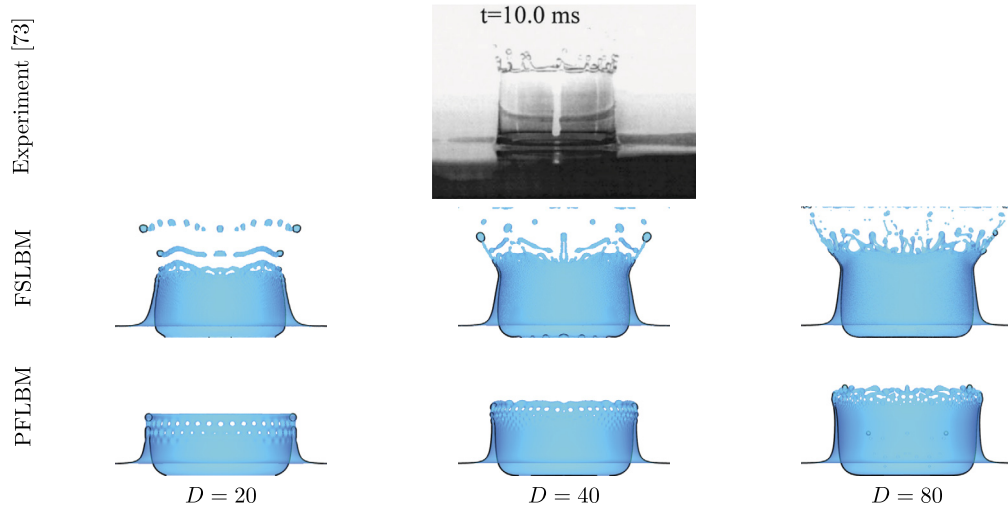 t=10.0 ms
Experiment [73]
FSLBM
PFLBM
D = 20
D = 40
D = 80